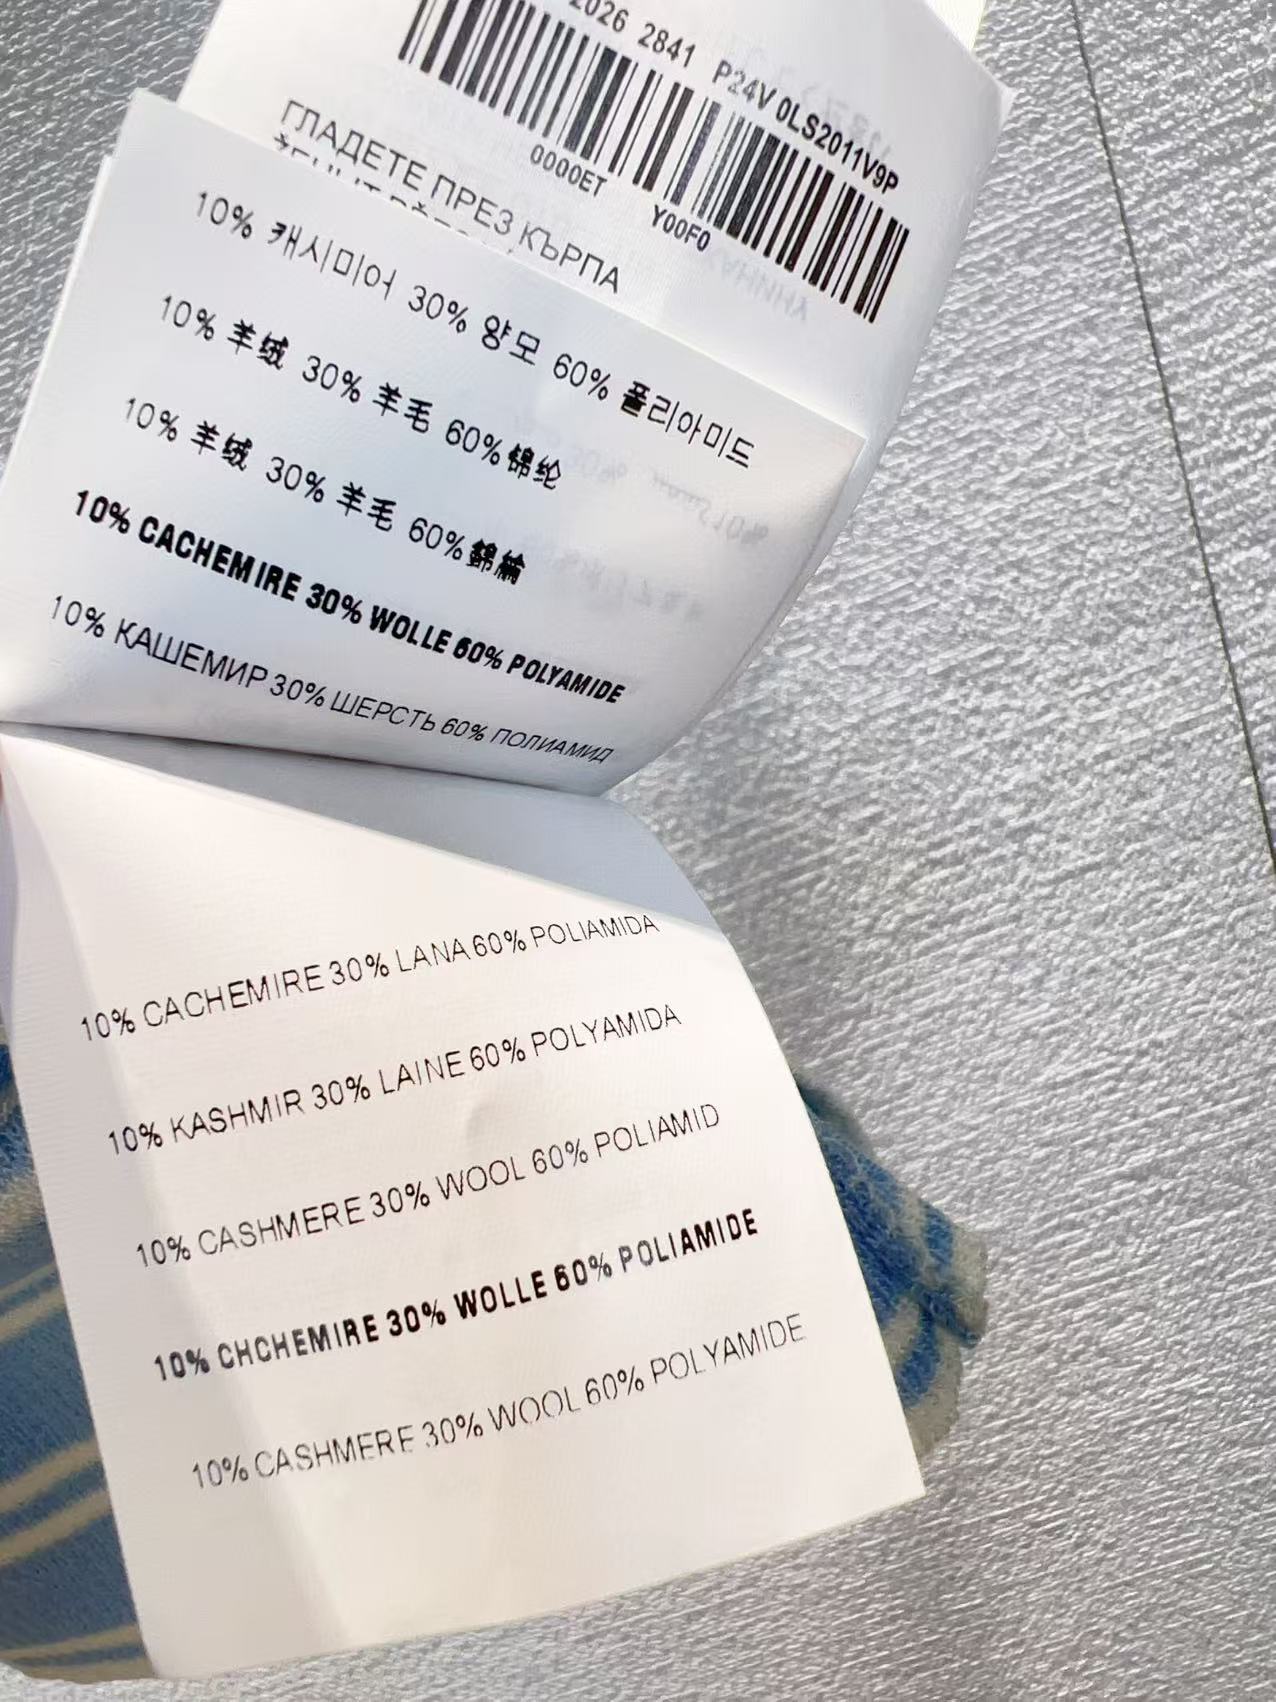 2026 2841 P24V 0LS2011V9P
0000ET Y00F0
ГЛАДЕТЕ ПРЕЗ КЪРПА
10% 캐시미어 30% 양모 60% 폴리아미드
10% 羊绒 30% 羊毛 60% 锦纶
10% 羊绒 30% 羊毛 60% 錦綸
10% CACHEMIRE 30% WOLLE 60% POLYAMIDE
10% КАШЕМИР 30% ШЕРСТЬ 60% ПОЛИАМИД
10% CACHEMIRE 30% LANA 60% POLIAMIDA
10% KASHMIR 30% LAINE 60% POLYAMIDA
10% CASHMERE 30% WOOL 60% POLIAMID
10% CHCHEMIRE 30% WOLLE 60% POLIAMIDE
10% CASHMERE 30% WOOL 60% POLYAMIDE